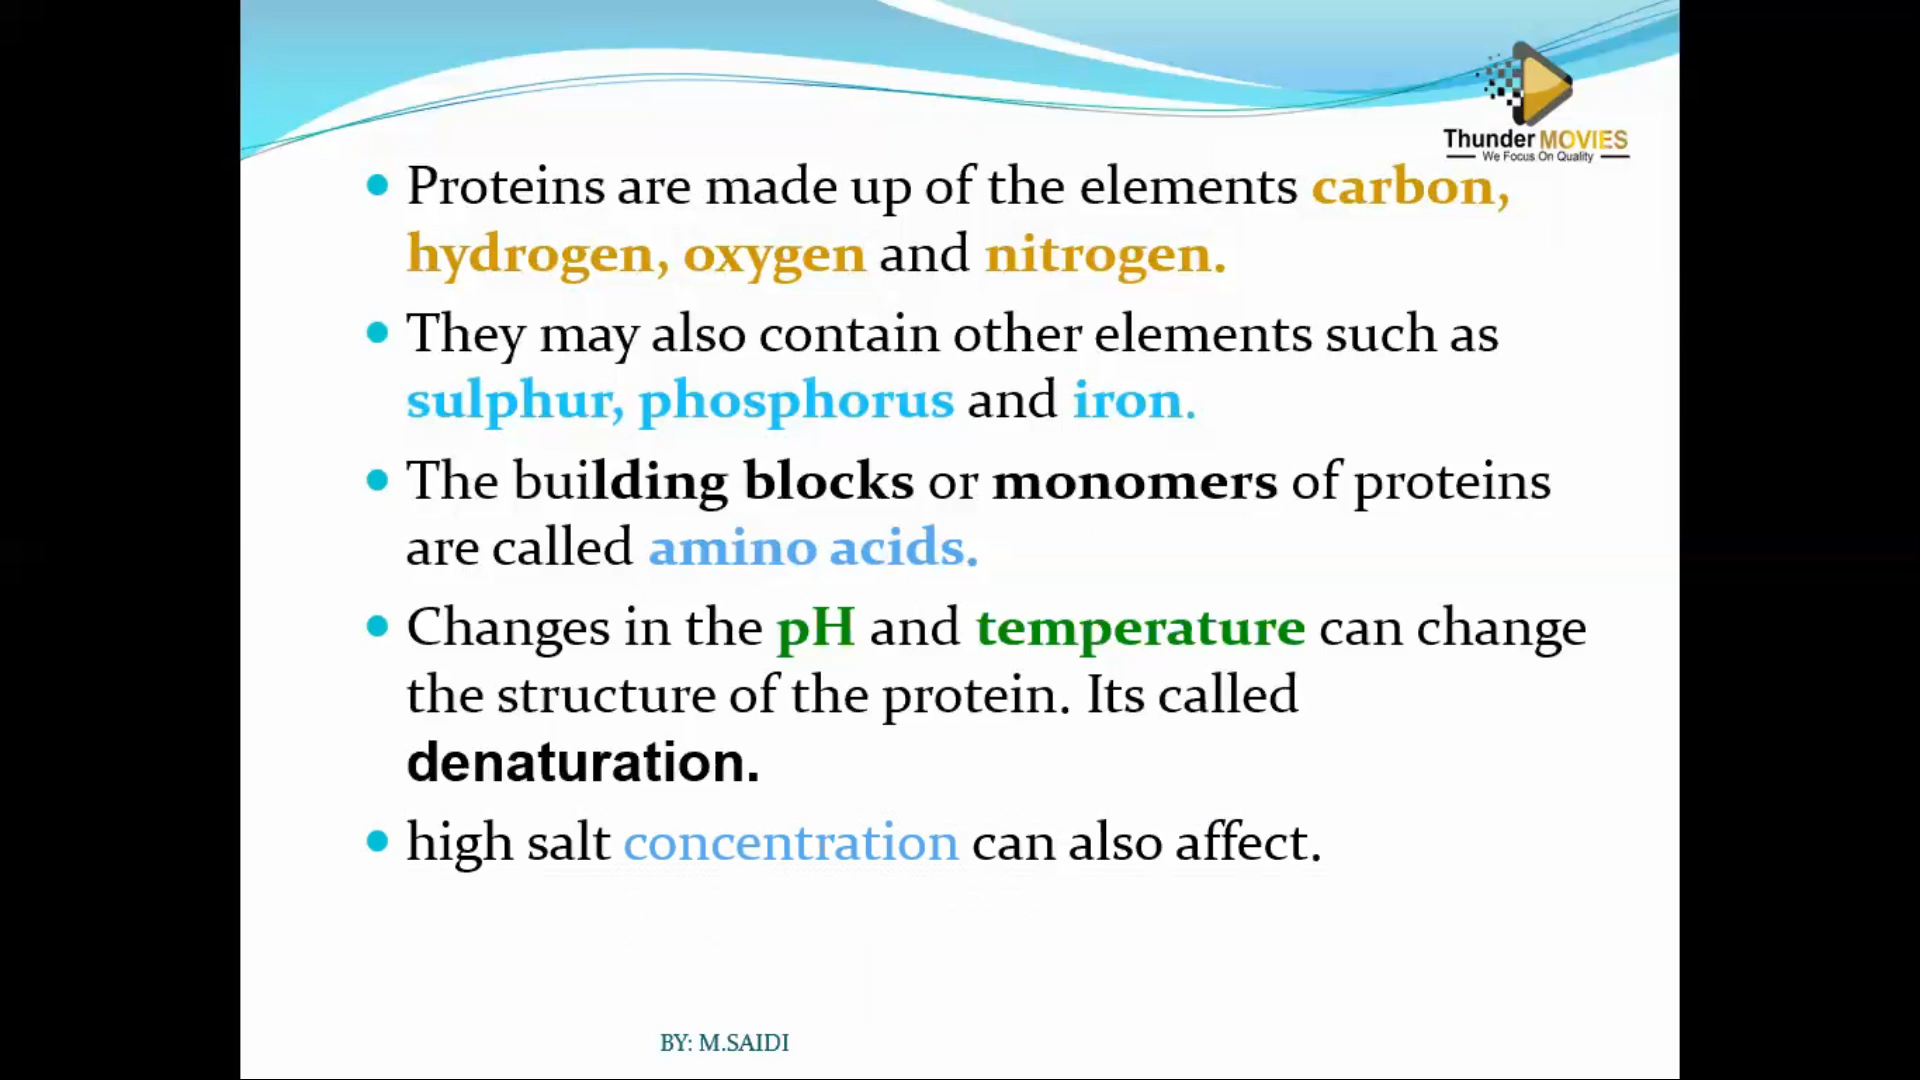 Thunder MOVIES
We Focus On Quality
Proteins are made up of the elements carbon,
hydrogen, oxygen and nitrogen.
They may also contain other elements such as
sulphur, phosphorus and iron.
The building blocks or monomers of proteins
are called amino acids.
Changes in the pH and temperature can change
the structure of the protein. Its called
denaturation.
high salt concentration can also affect.
BY: M.SAIDI